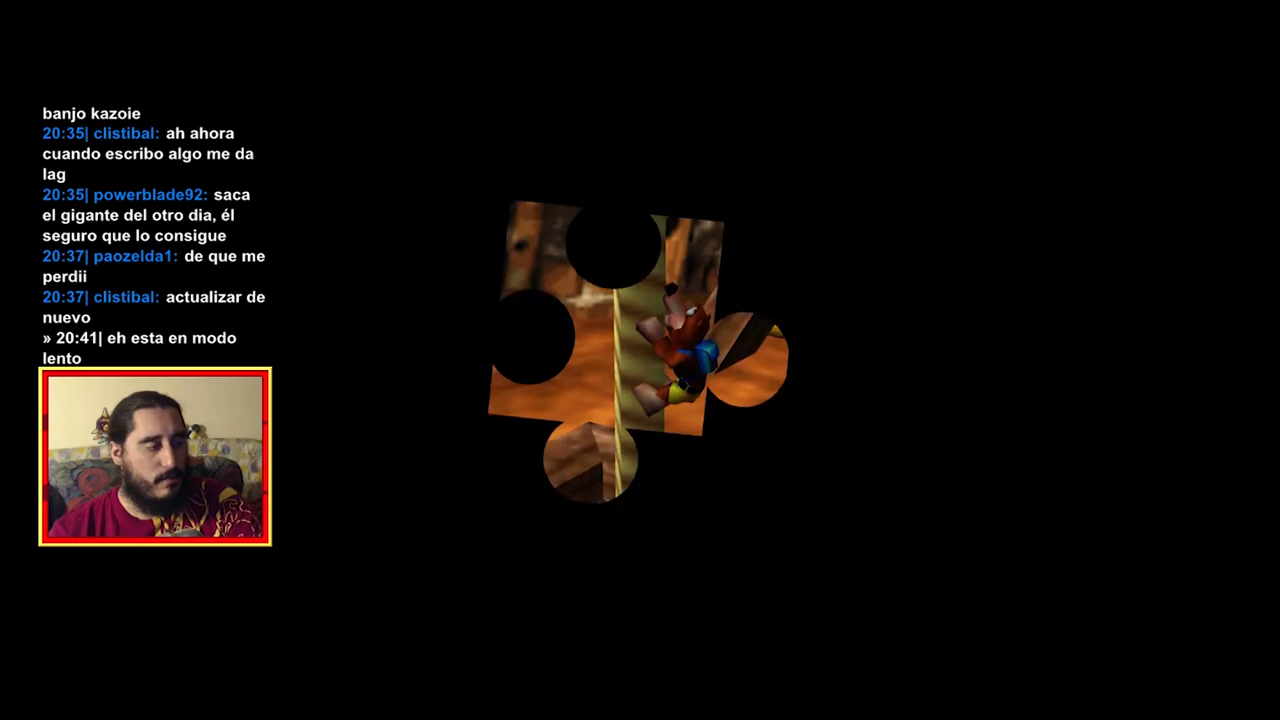 banjo kazoie
20:35| clistibal: ah ahora
cuando escribo algo me da
lag
20:35| powerblade92: saca
el gigante del otro dia, él
seguro que lo consigue
20:37| paozelda1: de que me
perdii
20:37| clistibal: actualizar de
nuevo
» 20:41| eh esta en modo
lento